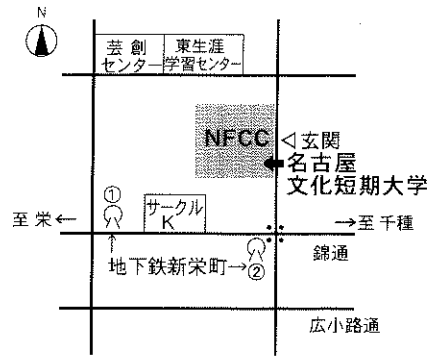 N
芸創
センター
東生涯
学習センター
NFCC
◁玄関
名古屋
文化短期大学
①
サークル
K
至栄←
→至千種
地下鉄新栄町→
②
錦通
広小路通